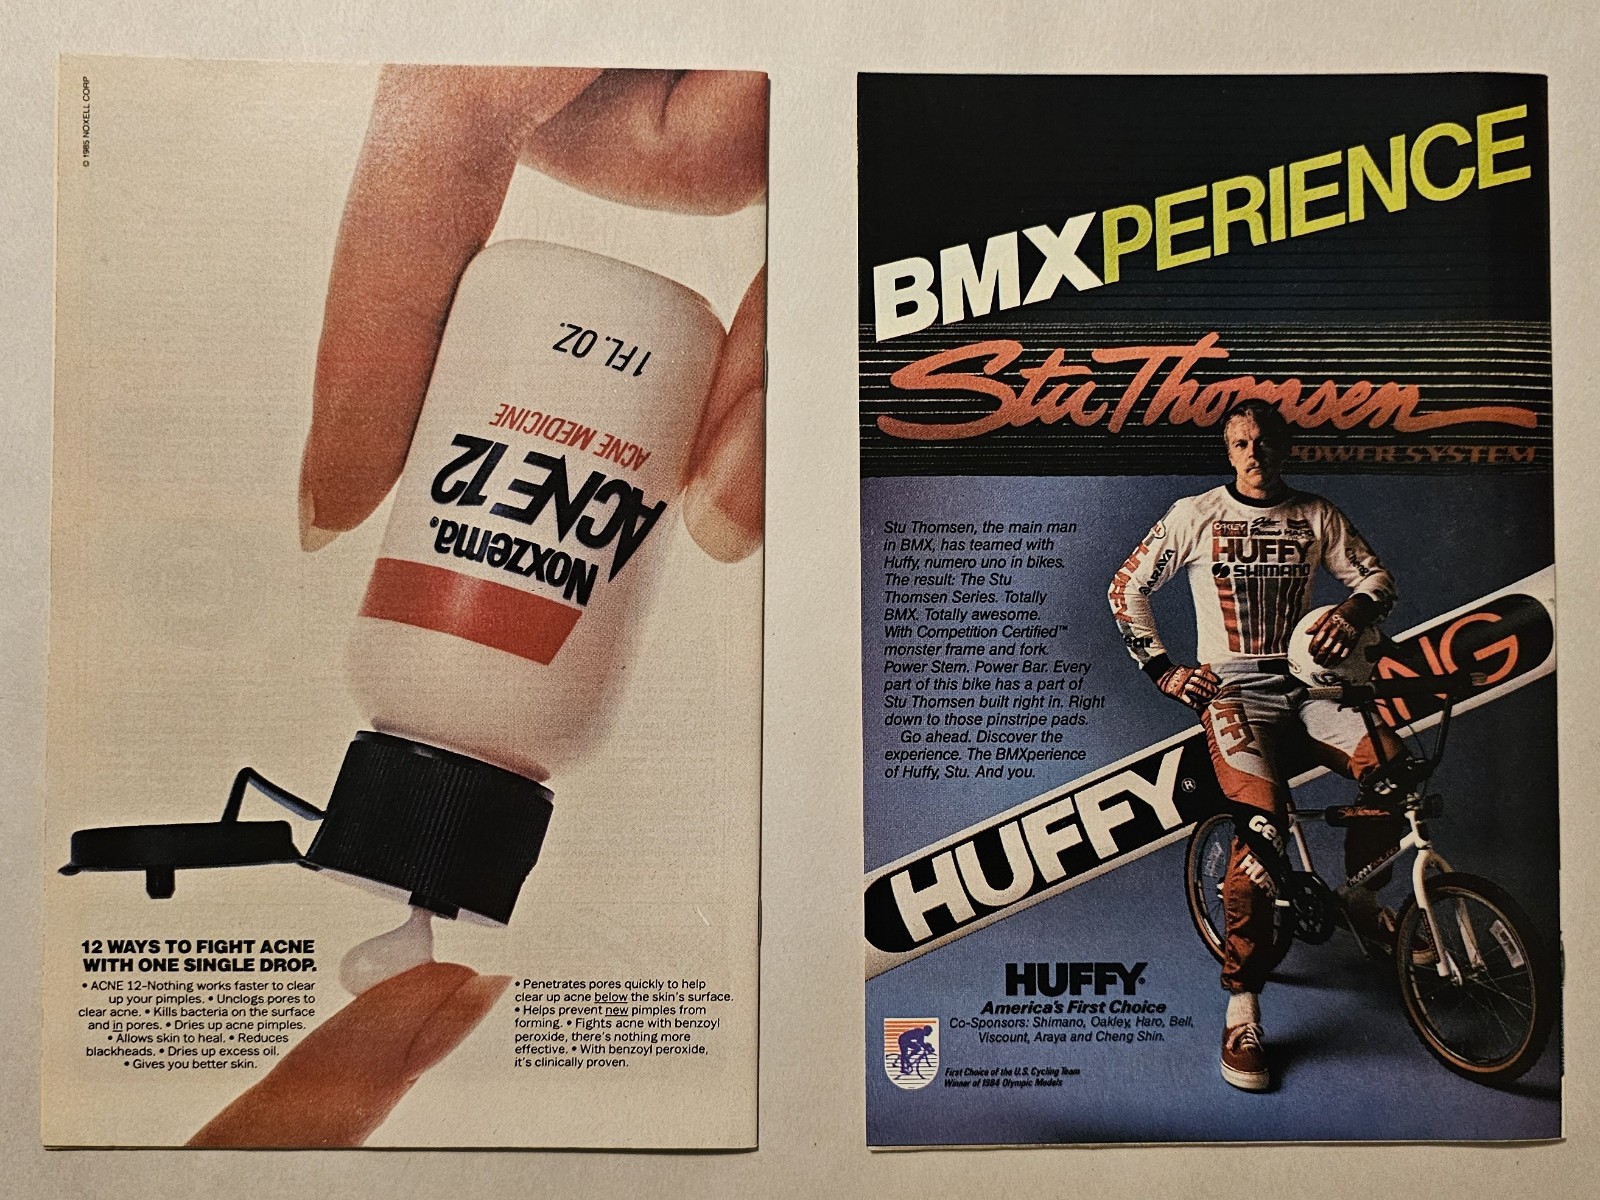 © 1985 NOXELL CORP
1 FL. OZ.
ACNE MEDICINE
ACNE 12
NOXZEMA®
12 WAYS TO FIGHT ACNE
WITH ONE SINGLE DROP.
• ACNE 12–Nothing works faster to clear
up your pimples. • Unclogs pores to
clear acne. • Kills bacteria on the surface
and in pores. • Dries up acne pimples.
• Allows skin to heal. • Reduces
blackheads. • Dries up excess oil.
• Gives you better skin.
• Penetrates pores quickly to help
clear up acne below the skin's surface.
• Helps prevent new pimples from
forming. • Fights acne with benzoyl
peroxide, there's nothing more
effective. • With benzoyl peroxide,
it's clinically proven.
BMXPERIENCE
Stu Thomsen
POWER SYSTEM
Stu Thomsen, the main man
in BMX, has teamed with
Huffy, numero uno in bikes.
The result: The Stu
Thomsen Series. Totally
BMX. Totally awesome.
With Competition Certified™
monster frame and fork.
Power Stem. Power Bar. Every
part of this bike has a part of
Stu Thomsen built right in. Right
down to those pinstripe pads.
Go ahead. Discover the
experience. The BMXperience
of Huffy, Stu. And you.
OAKLEY
HUFFY
SHIMANO
ARAYA
HUFFY
HUFFY®
HUFFY
America's First Choice
Co-Sponsors: Shimano, Oakley, Haro, Bell,
Viscount, Araya and Cheng Shin.
First Choice of the U.S. Cycling Team
Winner of 1984 Olympic Medals